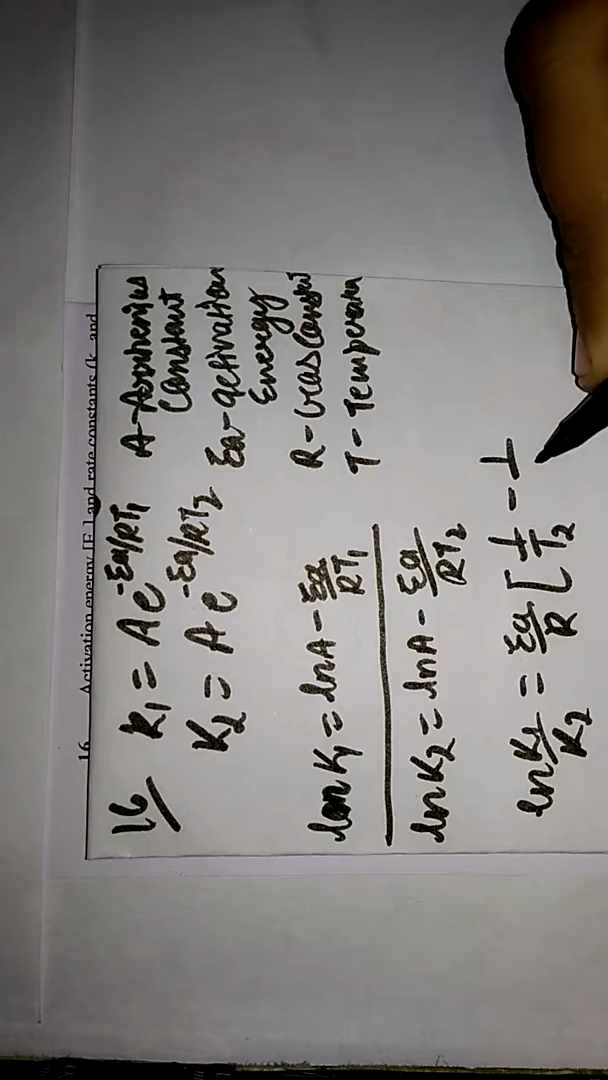 16. Activation energy [E ] and rate constants (k and
16/ k₁ = Ae^-Ea/RT₁ A - Arrhenius
Constant
K₂ = Ae^-Ea/RT₂ Ea - activation
Energy
R - Gas Constant
T - Temperature
ln K₁ = lnA - Ea/RT₁
ln K₂ = lnA - Ea/RT₂
ln K₁/K₂ = Ea/R [ 1/T₂ - 1